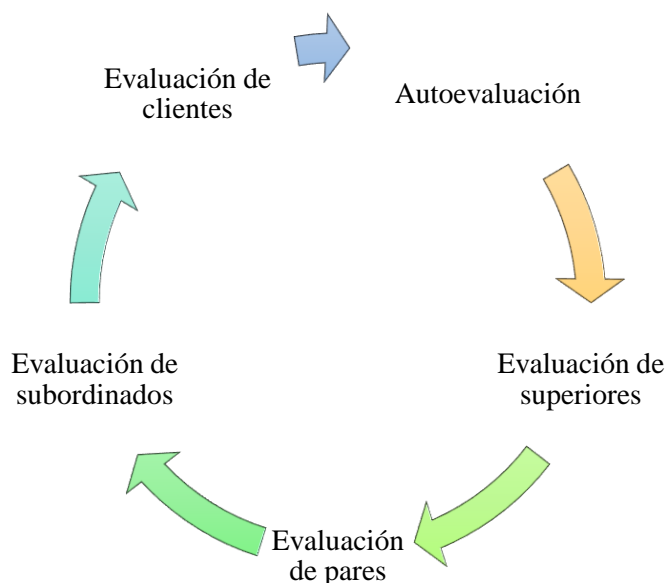 Evaluación de
clientes
Autoevaluación
Evaluación de
superiores
Evaluación
de pares
Evaluación de
subordinados